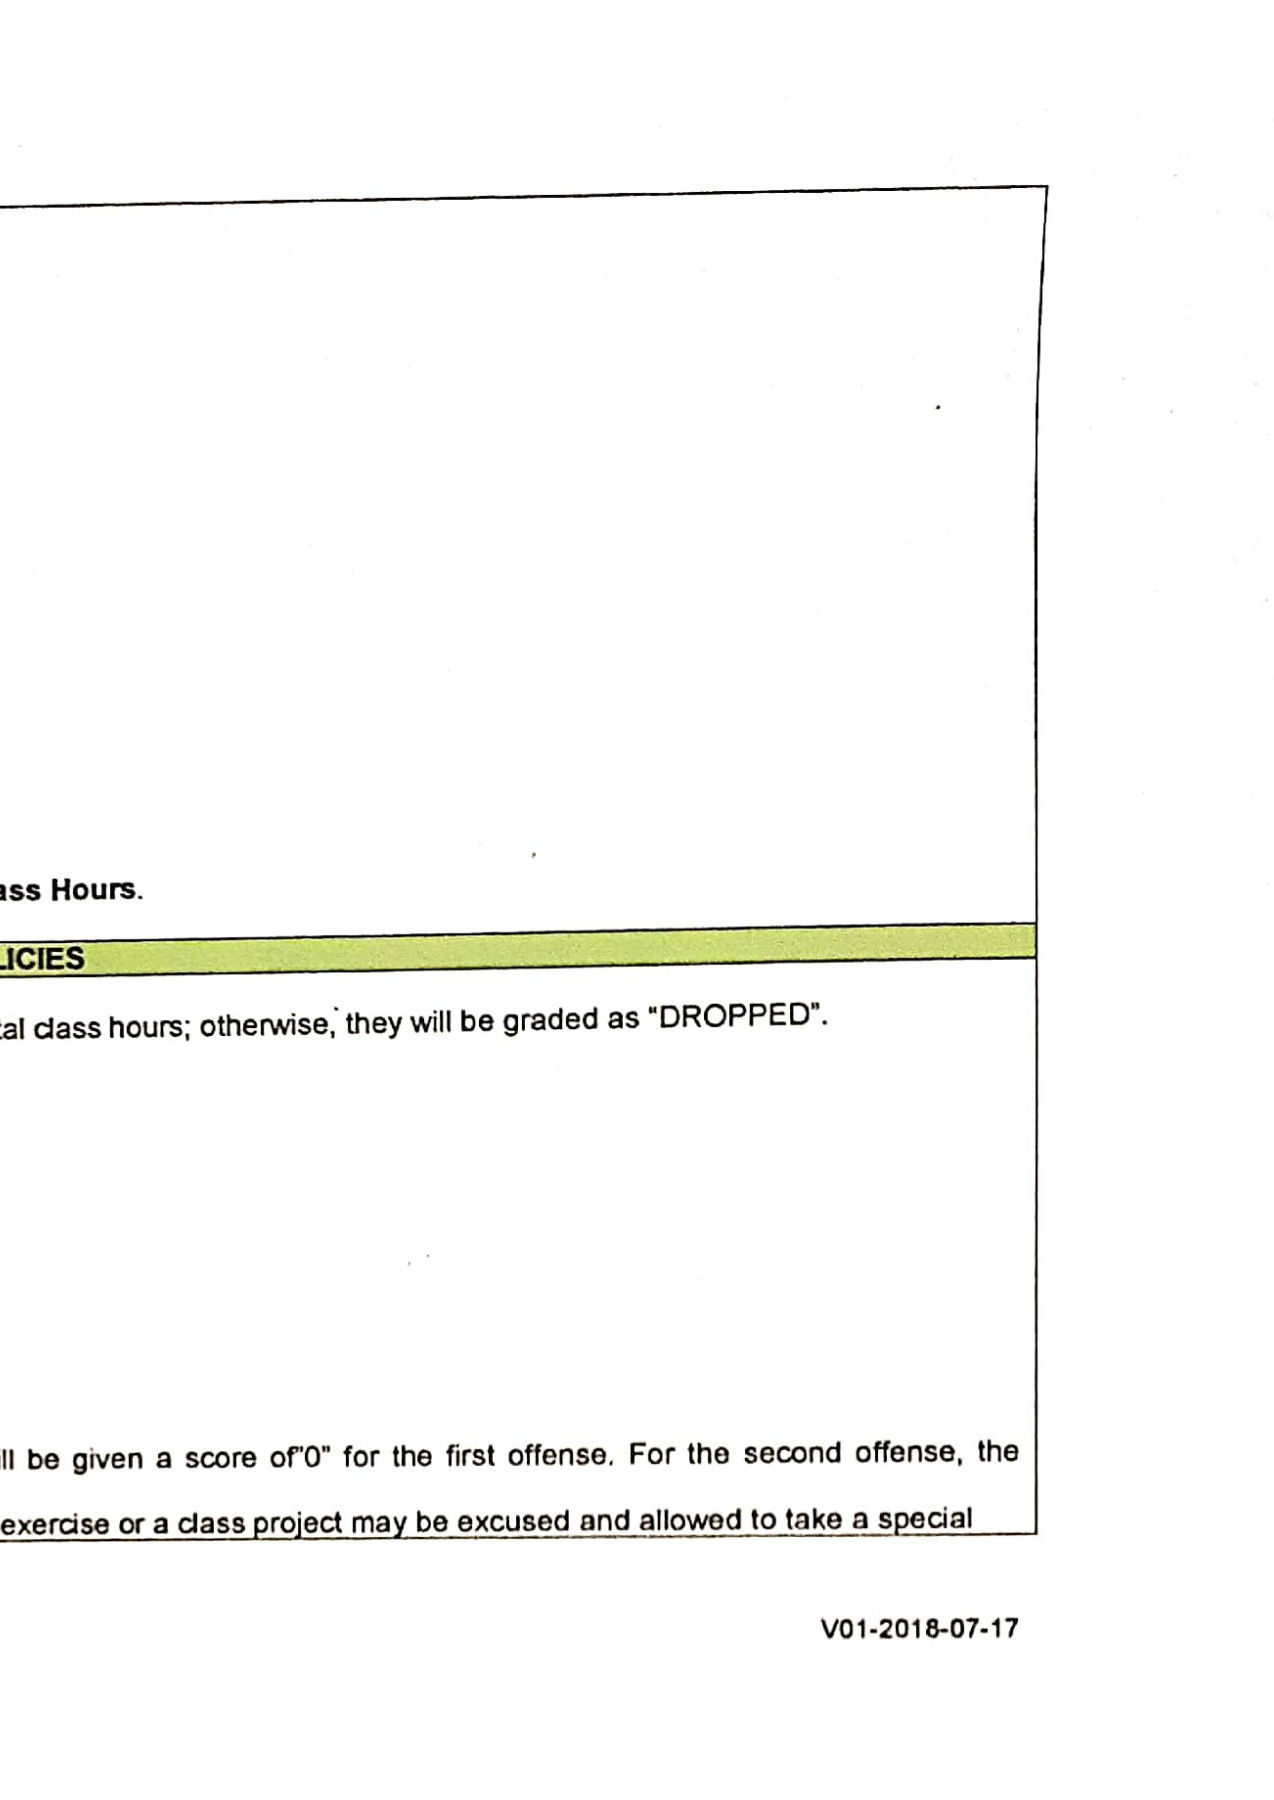 ass Hours.
LICIES
tal class hours; otherwise, they will be graded as "DROPPED".
ll be given a score of"0" for the first offense. For the second offense, the
exercise or a class project may be excused and allowed to take a special
V01-2018-07-17